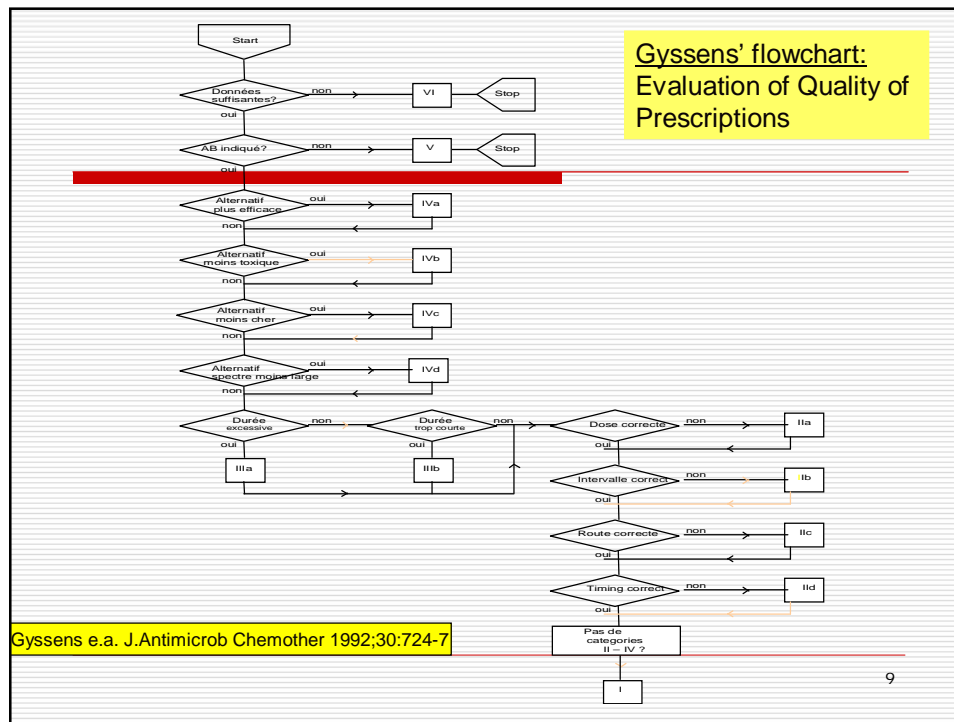 Start
Gyssens' flowchart:
Evaluation of Quality of
Prescriptions
Données
suffisantes?
non
VI
Stop
oui
AB indiqué?
non
V
Stop
oui
Alternatif
plus efficace
oui
IVa
non
Alternatif
moins toxique
oui
IVb
non
Alternatif
moins cher
oui
IVc
non
Alternatif
spectre moins large
oui
IVd
non
Durée
excessive
non
Durée
trop courte
non
Dose correcte
non
IIa
oui
oui
oui
IIIa
IIIb
Intervalle correct
non
IIb
oui
Route correcte
non
IIc
oui
Timing correct
non
IId
oui
Pas de
categories
II – IV ?
Gyssens e.a. J.Antimicrob Chemother 1992;30:724-7
I
9